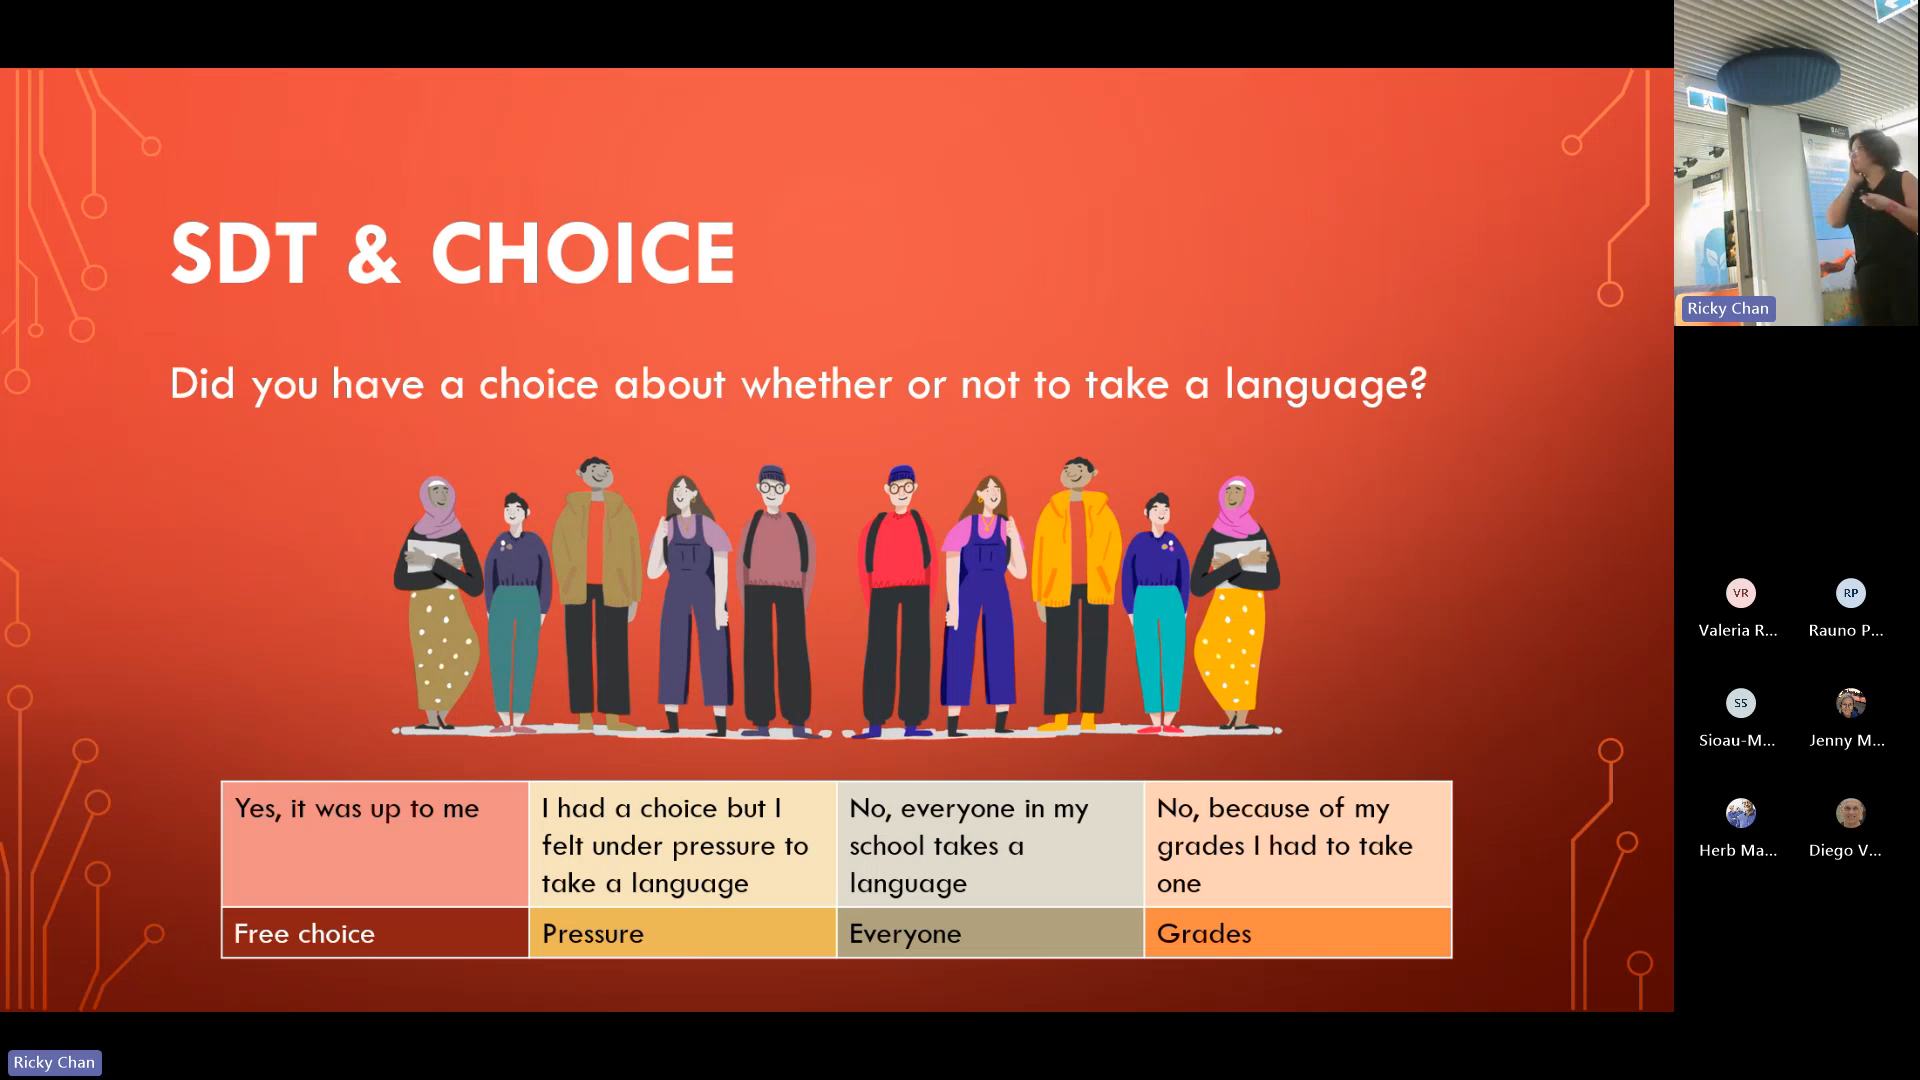 SDT & CHOICE
Did you have a choice about whether or not to take a language?
Yes, it was up to me
I had a choice but I
felt under pressure to
take a language
No, everyone in my
school takes a
language
No, because of my
grades I had to take
one
Free choice
Pressure
Everyone
Grades
Ricky Chan
VR
RP
Valeria R...
Rauno P...
SS
Sioau-M...
Jenny M...
Herb Ma...
Diego V...
Ricky Chan